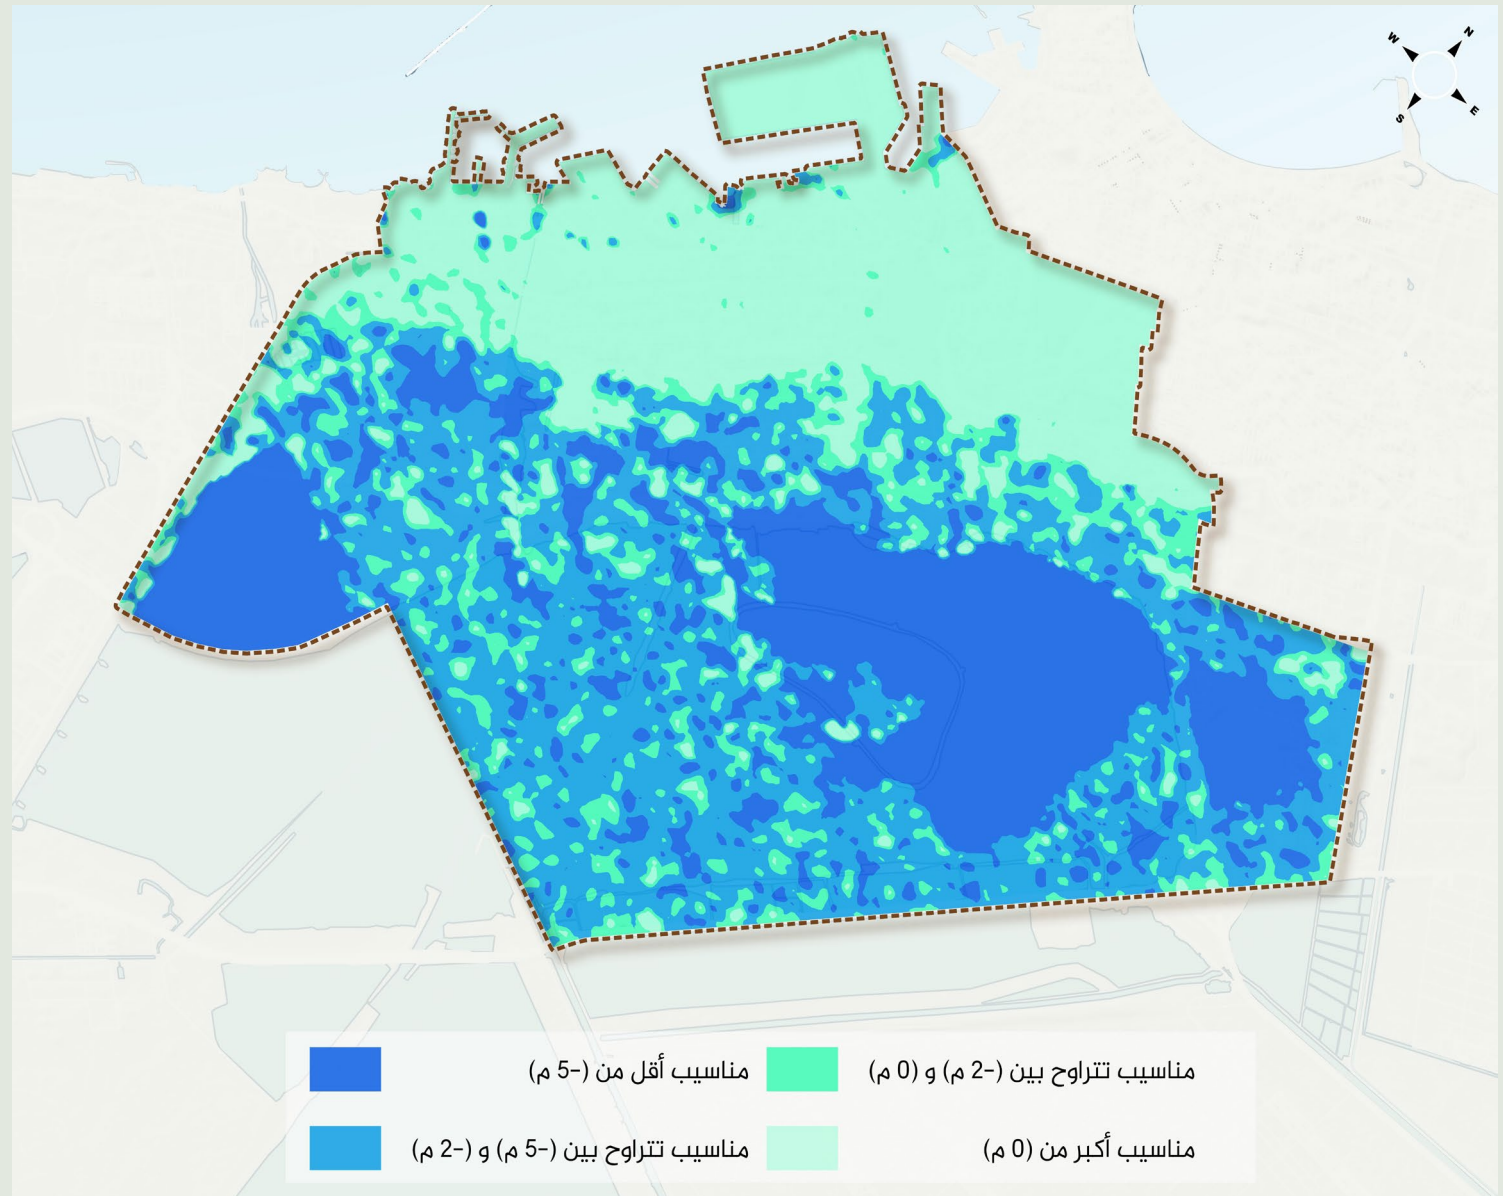 N
W
E
S
مناسيب تتراوح بين (-2 م) و (0 م)
مناسيب أقل من (-5 م)
مناسيب أكبر من (0 م)
مناسيب تتراوح بين (-5 م) و (-2 م)